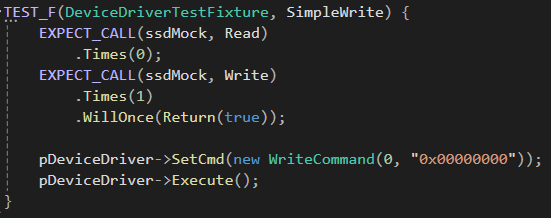 TEST_F(DeviceDriverTestFixture, SimpleWrite) {
    EXPECT_CALL(ssdMock, Read)
        .Times(0);
    EXPECT_CALL(ssdMock, Write)
        .Times(1)
        .WillOnce(Return(true));

    pDeviceDriver->SetCmd(new WriteCommand(0, "0x00000000"));
    pDeviceDriver->Execute();
}